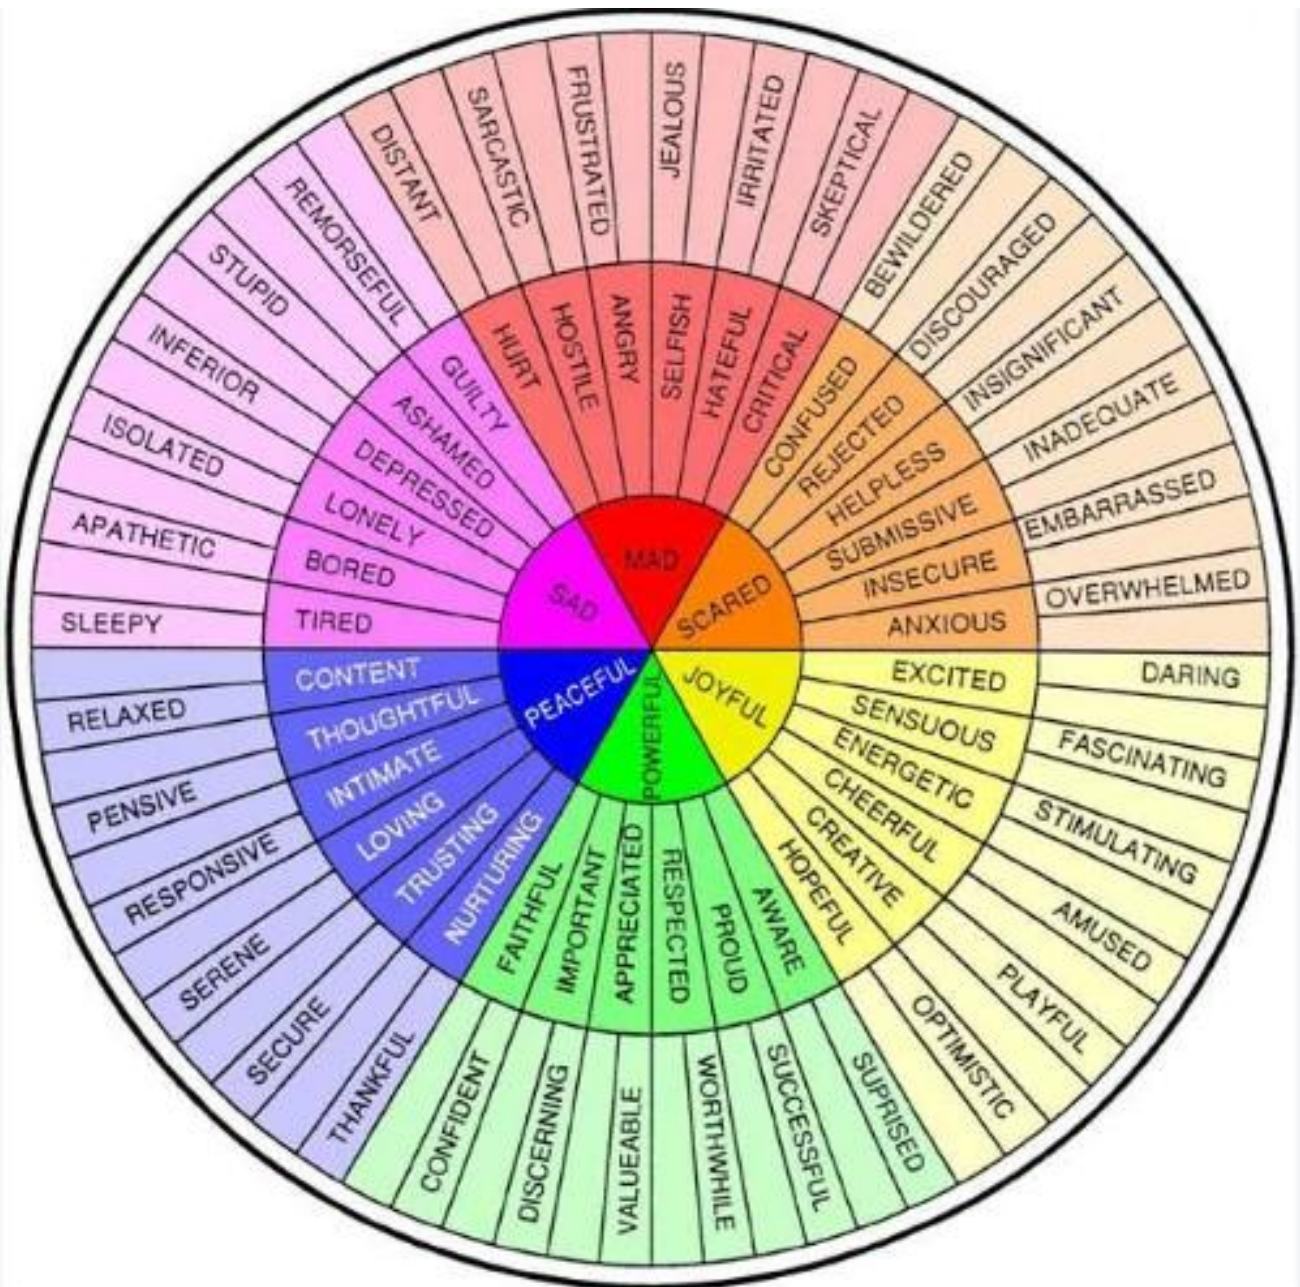 MAD
SCARED
JOYFUL
POWERFUL
PEACEFUL
SAD
HURT
HOSTILE
ANGRY
SELFISH
HATEFUL
CRITICAL
CONFUSED
REJECTED
HELPLESS
SUBMISSIVE
INSECURE
ANXIOUS
EXCITED
SENSUOUS
ENERGETIC
CHEERFUL
CREATIVE
HOPEFUL
AWARE
PROUD
RESPECTED
APPRECIATED
IMPORTANT
FAITHFUL
NURTURING
TRUSTING
LOVING
INTIMATE
THOUGHTFUL
CONTENT
TIRED
BORED
LONELY
DEPRESSED
ASHAMED
GUILTY
DISTANT
SARCASTIC
FRUSTRATED
JEALOUS
IRRITATED
SKEPTICAL
BEWILDERED
DISCOURAGED
INSIGNIFICANT
INADEQUATE
EMBARRASSED
OVERWHELMED
DARING
FASCINATING
STIMULATING
AMUSED
PLAYFUL
OPTIMISTIC
SUPRISED
SUCCESSFUL
WORTHWHILE
VALUEABLE
DISCERNING
CONFIDENT
THANKFUL
SECURE
SERENE
RESPONSIVE
PENSIVE
RELAXED
SLEEPY
APATHETIC
ISOLATED
INFERIOR
STUPID
REMORSEFUL